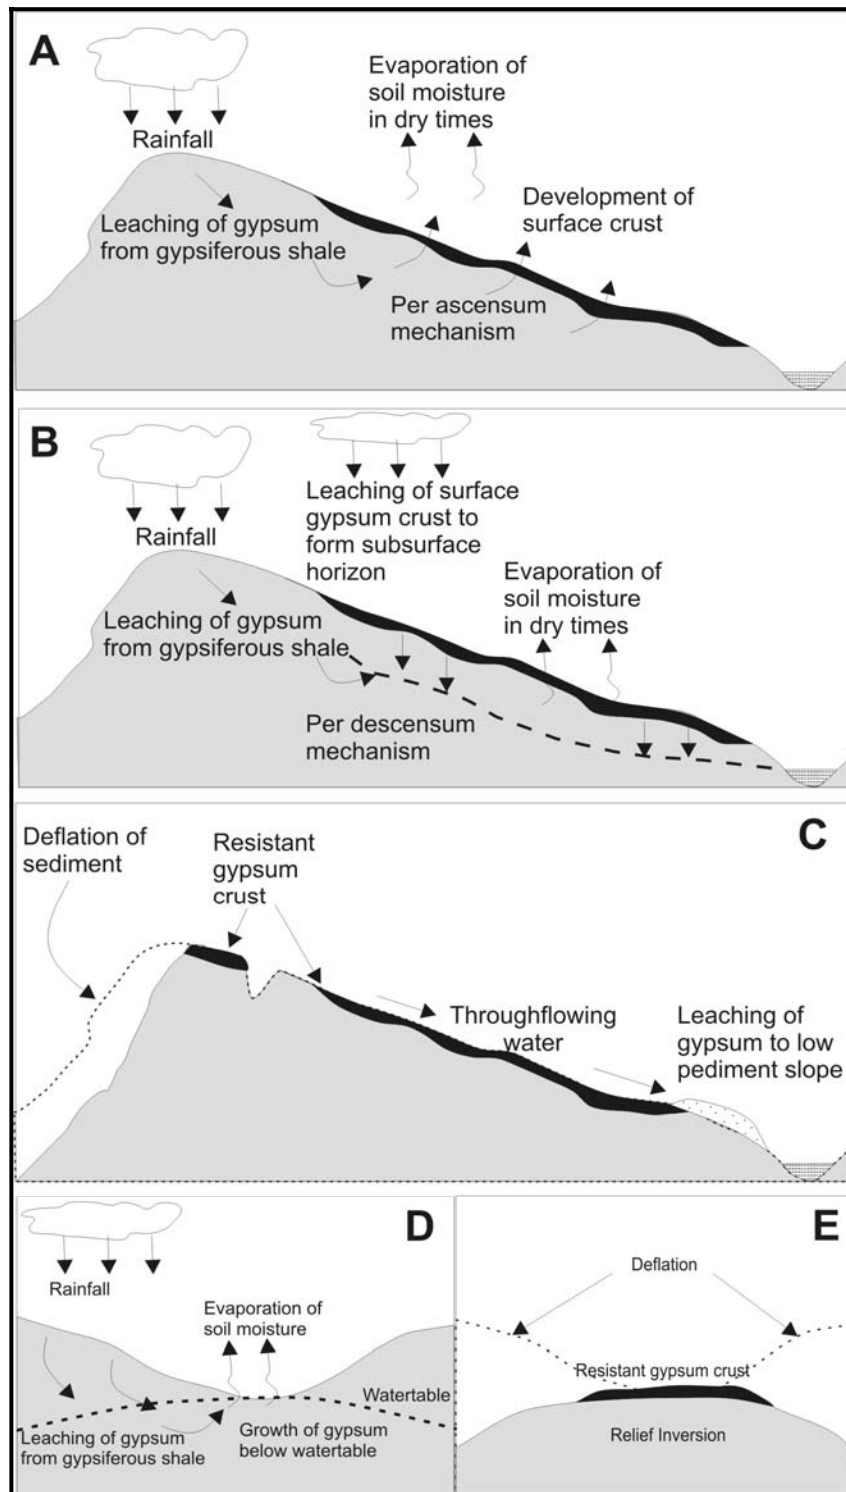 A
Rainfall
Evaporation of
soil moisture
in dry times
Development of
surface crust
Leaching of gypsum
from gypsiferous shale
Per ascensum
mechanism
B
Rainfall
Leaching of surface
gypsum crust to
form subsurface
horizon
Evaporation of
soil moisture
in dry times
Leaching of gypsum
from gypsiferous shale
Per descensum
mechanism
C
Deflation of
sediment
Resistant
gypsum
crust
Throughflowing
water
Leaching of
gypsum to low
pediment slope
D
Rainfall
Evaporation of
soil moisture
Watertable
Leaching of gypsum
from gypsiferous shale
Growth of gypsum
below watertable
E
Deflation
Resistant gypsum crust
Relief Inversion